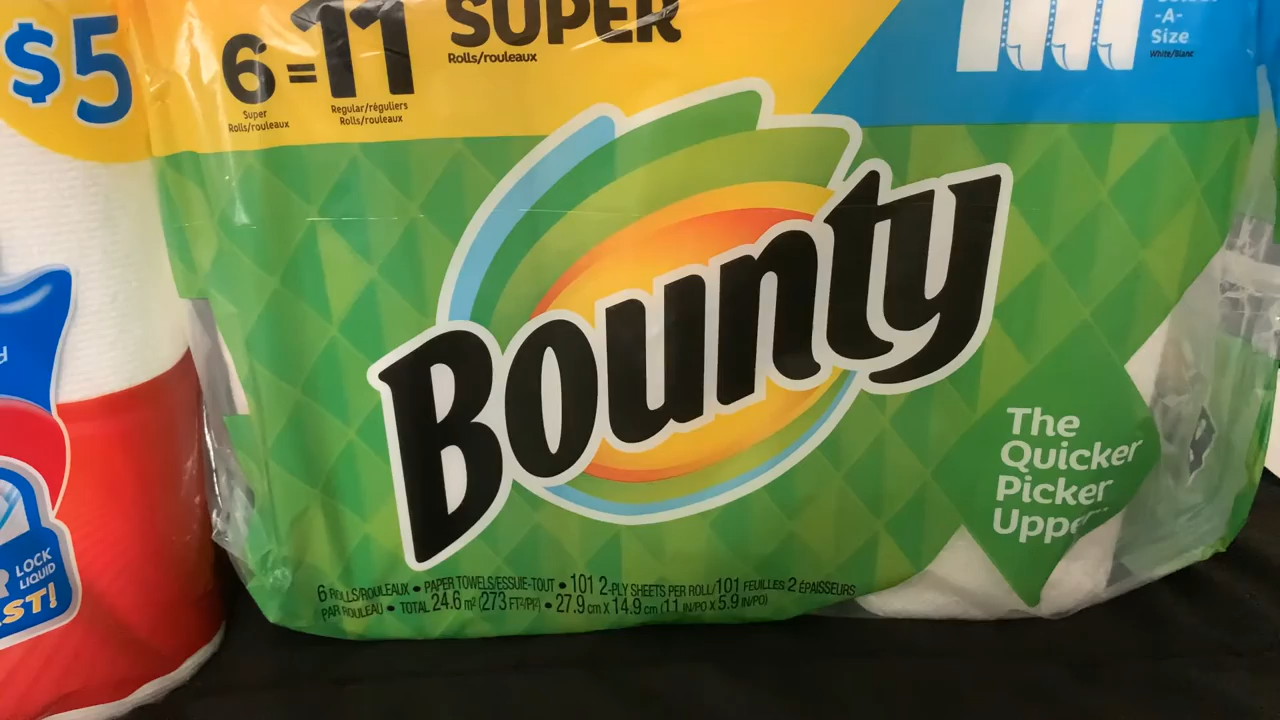 $5
6=11
SUPER
Rolls/rouleaux
Super
Rolls/rouleaux
Regular/réguliers
Rolls/rouleaux
-A-
Size
White/Blanc
Bounty
The
Quicker
Picker
Upper
LOCK
LIQUID
6 ROLLS/ROULEAUX • PAPER TOWELS/ESSUIE-TOUT • 101 2-PLY SHEETS PER ROLL/101 FEUILLES 2 ÉPAISSEURS
PAR ROULEAU • TOTAL 24.6 m² (273 FT²/PI²) • 27.9 cm x 14.9 cm (11 IN/PO x 5.9 IN/PO)